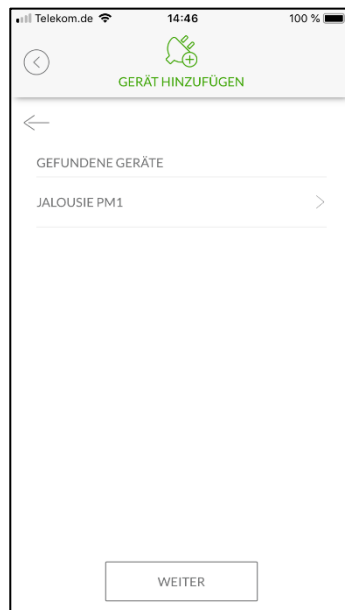 Telekom.de 14:46 100 %
GERÄT HINZUFÜGEN
GEFUNDENE GERÄTE
JALOUSIE PM1
WEITER